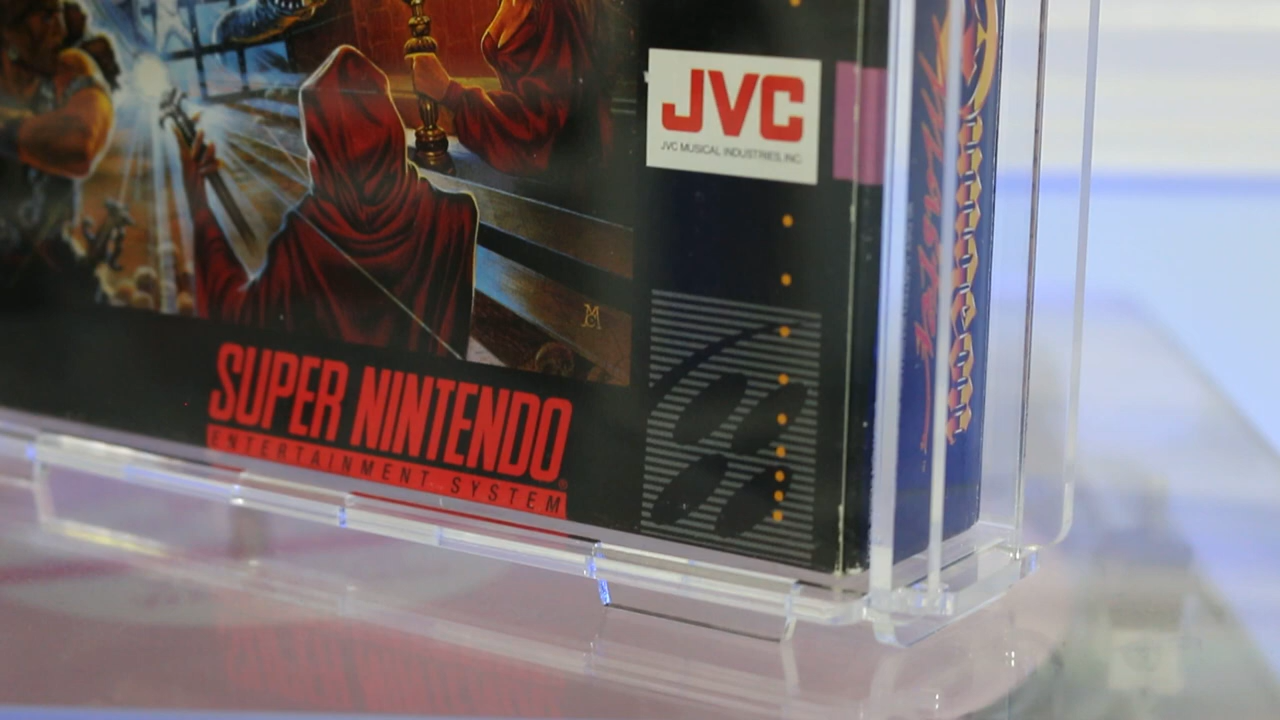 JVC
JVC MUSICAL INDUSTRIES, INC.
SUPER NINTENDO®
ENTERTAINMENT SYSTEM